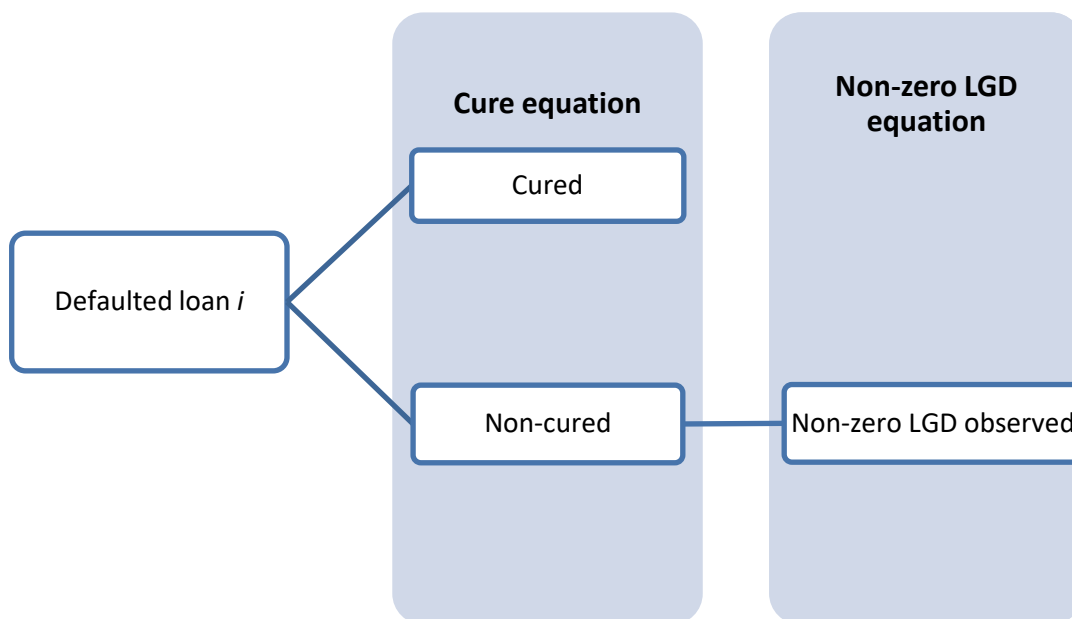 Cure equation
Non-zero LGD
equation
Cured
Defaulted loan i
Non-cured
Non-zero LGD observed